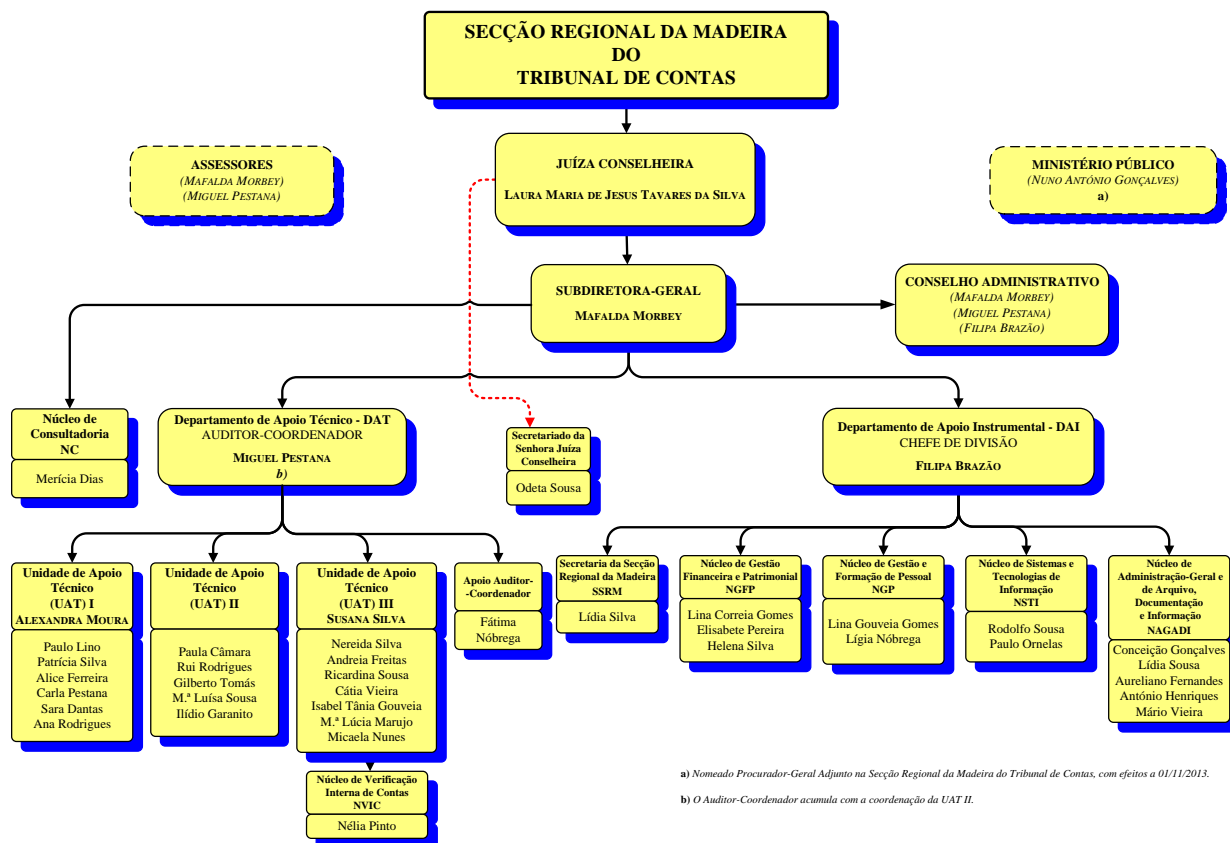 SECÇÃO REGIONAL DA MADEIRA
DO
TRIBUNAL DE CONTAS
ASSESSORES
(MAFALDA MORBEY)
(MIGUEL PESTANA)
JUÍZA CONSELHEIRA
LAURA MARIA DE JESUS TAVARES DA SILVA
MINISTÉRIO PÚBLICO
(NUNO ANTÓNIO GONÇALVES)
a)
SUBDIRETORA-GERAL
MAFALDA MORBEY
CONSELHO ADMINISTRATIVO
(MAFALDA MORBEY)
(MIGUEL PESTANA)
(FILIPA BRAZÃO)
Núcleo de
Consultadoria
NC
Merícia Dias
Departamento de Apoio Técnico - DAT
AUDITOR-COORDENADOR
MIGUEL PESTANA
b)
Secretariado da
Senhora Juíza
Conselheira
Odeta Sousa
Departamento de Apoio Instrumental - DAI
CHEFE DE DIVISÃO
FILIPA BRAZÃO
Unidade de Apoio
Técnico
(UAT) I
ALEXANDRA MOURA
Paulo Lino
Patrícia Silva
Alice Ferreira
Carla Pestana
Sara Dantas
Ana Rodrigues
Unidade de Apoio
Técnico
(UAT) II
Paula Câmara
Rui Rodrigues
Gilberto Tomás
M.ª Luísa Sousa
Ilídio Garanito
Unidade de Apoio
Técnico
(UAT) III
SUSANA SILVA
Nereida Silva
Andreia Freitas
Ricardina Sousa
Cátia Vieira
Isabel Tânia Gouveia
M.ª Lúcia Marujo
Micaela Nunes
Núcleo de Verificação
Interna de Contas
NVIC
Nélia Pinto
Apoio Auditor-
-Coordenador
Fátima
Nóbrega
Secretaria da Secção
Regional da Madeira
SSRM
Lídia Silva
Núcleo de Gestão
Financeira e Patrimonial
NGFP
Lina Correia Gomes
Elisabete Pereira
Helena Silva
Núcleo de Gestão e
Formação de Pessoal
NGP
Lina Gouveia Gomes
Lígia Nóbrega
Núcleo de Sistemas e
Tecnologias de
Informação
NSTI
Rodolfo Sousa
Paulo Ornelas
Núcleo de
Administração-Geral e
de Arquivo,
Documentação
e Informação
NAGADI
Conceição Gonçalves
Lídia Sousa
Aureliano Fernandes
António Henriques
Mário Vieira
a) Nomeado Procurador-Geral Adjunto na Secção Regional da Madeira do Tribunal de Contas, com efeitos a 01/11/2013.
b) O Auditor-Coordenador acumula com a coordenação da UAT II.